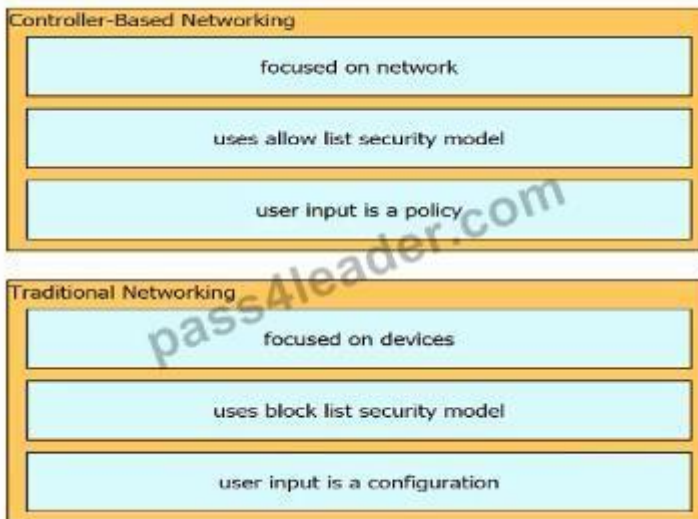 Controller-Based Networking
focused on network
uses allow list security model
user input is a policy
pass4leader.com
Traditional Networking
focused on devices
uses block list security model
user input is a configuration